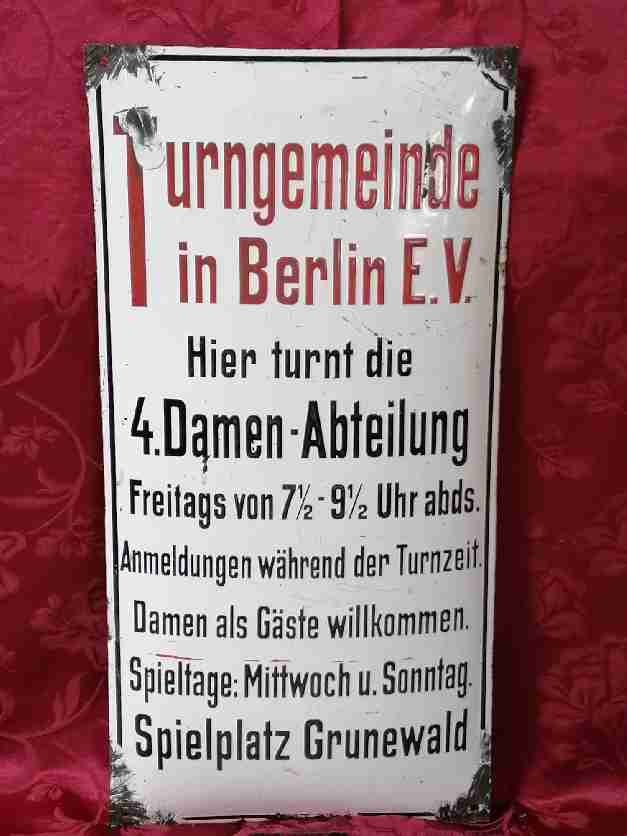 Turngemeinde
in Berlin E.V.
Hier turnt die
4. Damen-Abteilung
Freitags von 7½ - 9½ Uhr abds.
Anmeldungen während der Turnzeit.
Damen als Gäste willkommen.
Spieltage: Mittwoch u. Sonntag.
Spielplatz Grunewald